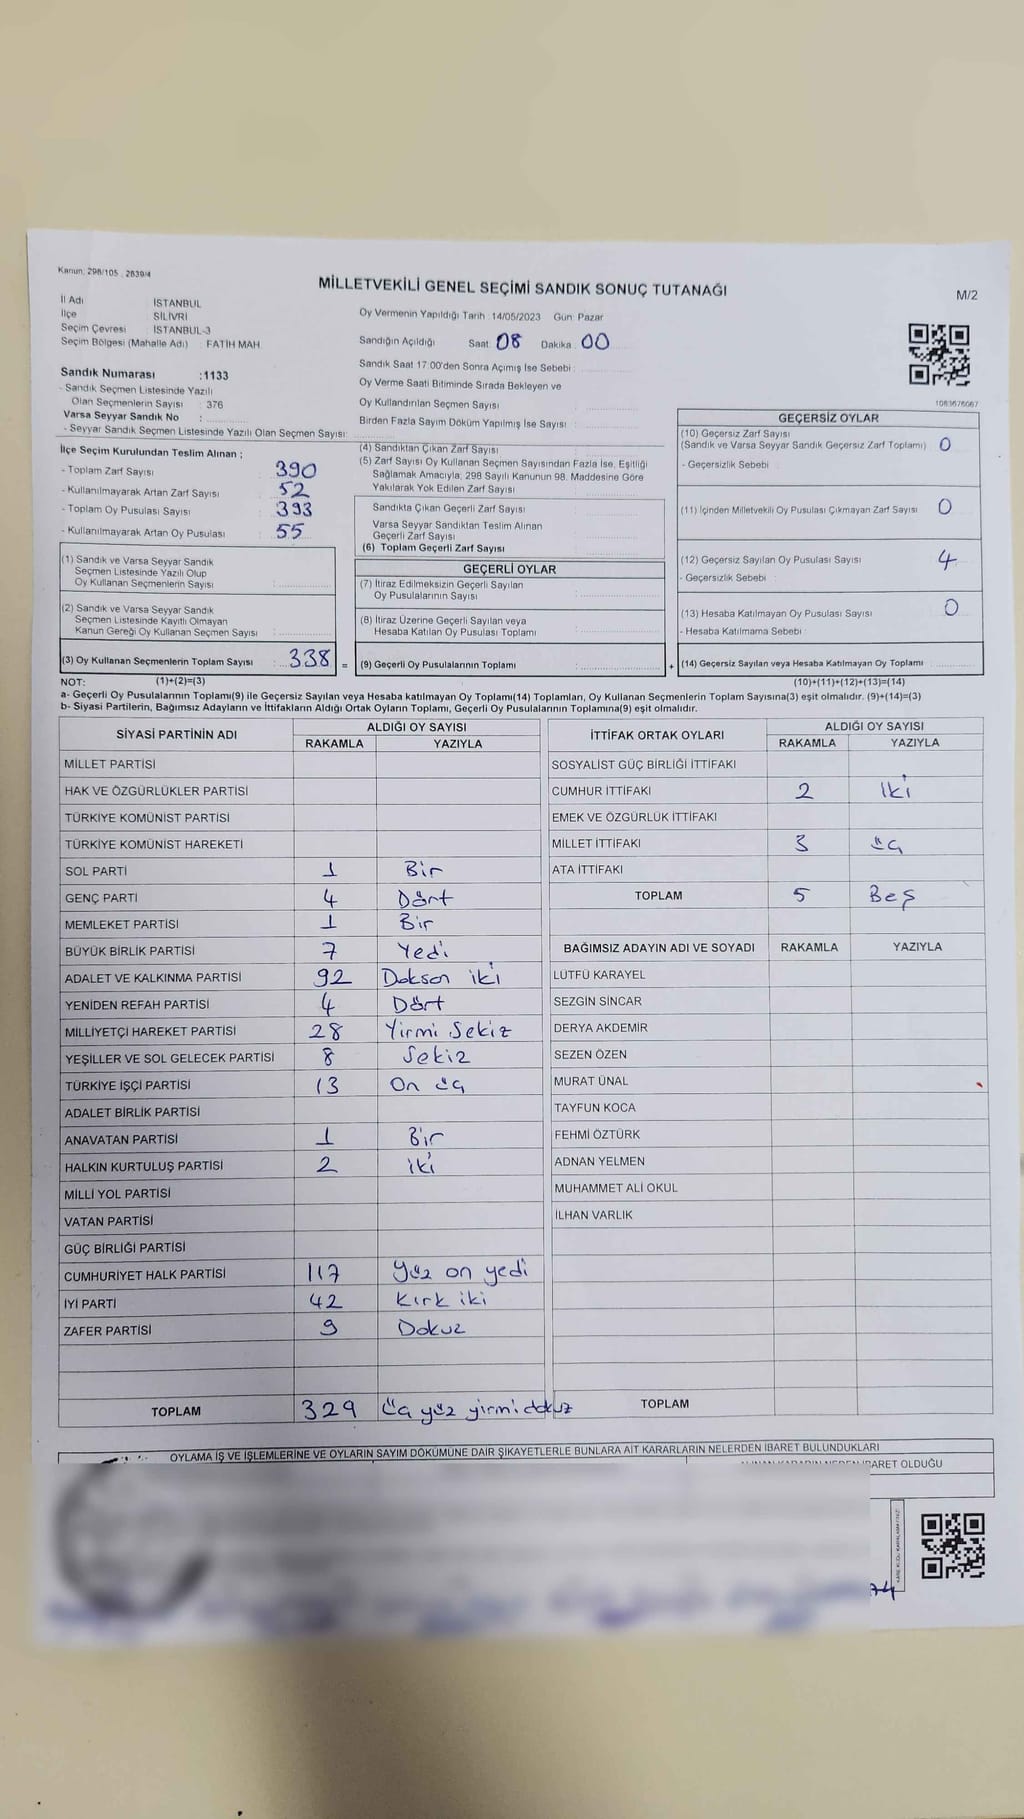 Kanun: 298/105 , 2839/4
MİLLETVEKİLİ GENEL SEÇİMİ SANDIK SONUÇ TUTANAĞI
M/2
İl Adı İSTANBUL
İlçe SİLİVRİ
Seçim Çevresi : İSTANBUL-3
Seçim Bölgesi (Mahalle Adı) : FATİH MAH.
Sandık Numarası :1133
- Sandık Seçmen Listesinde Yazılı
Olan Seçmenlerin Sayısı : 376
Varsa Seyyar Sandık No :
- Seyyar Sandık Seçmen Listesinde Yazılı Olan Seçmen Sayısı:
Oy Vermenin Yapıldığı Tarih :14/05/2023 Gün: Pazar
Sandığın Açıldığı Saat: 08 Dakika: 00
Sandık Saat 17:00'den Sonra Açımış İse Sebebi :
Oy Verme Saati Bitiminde Sırada Bekleyen ve
Oy Kullandırılan Seçmen Sayısı
Birden Fazla Sayım Döküm Yapılmış İse Sayısı :
1083676067
İlçe Seçim Kurulundan Teslim Alınan ;
- Toplam Zarf Sayısı : 390
- Kullanılmayarak Artan Zarf Sayısı : 52
- Toplam Oy Pusulası Sayısı : 393
- Kullanılmayarak Artan Oy Pusulası : 55
(1) Sandık ve Varsa Seyyar Sandık
Seçmen Listesinde Yazılı Olup
Oy Kullanan Seçmenlerin Sayısı
(2) Sandık ve Varsa Seyyar Sandık
Seçmen Listesinde Kayıtlı Olmayan
Kanun Gereği Oy Kullanan Seçmen Sayısı
(3) Oy Kullanan Seçmenlerin Toplam Sayısı : 338 =
(4) Sandıktan Çıkan Zarf Sayısı
(5) Zarf Sayısı Oy Kullanan Seçmen Sayısından Fazla İse, Eşitliği
Sağlamak Amacıyla; 298 Sayılı Kanunun 98. Maddesine Göre
Yakılarak Yok Edilen Zarf Sayısı
Sandıkta Çıkan Geçerli Zarf Sayısı
Varsa Seyyar Sandıktan Teslim Alınan
Geçerli Zarf Sayısı
(6) Toplam Geçerli Zarf Sayısı
GEÇERLİ OYLAR
(7) İtiraz Edilmeksizin Geçerli Sayılan
Oy Pusulalarının Sayısı
(8) İtiraz Üzerine Geçerli Sayılan veya
Hesaba Katılan Oy Pusulası Toplamı
(9) Geçerli Oy Pusulalarının Toplamı +
GEÇERSİZ OYLAR
(10) Geçersiz Zarf Sayısı
(Sandık ve Varsa Seyyar Sandık Geçersiz Zarf Toplamı) 0
- Geçersizlik Sebebi :
(11) İçinden Milletvekili Oy Pusulası Çıkmayan Zarf Sayısı 0
(12) Geçersiz Sayılan Oy Pusulası Sayısı 4
- Geçersizlik Sebebi :
(13) Hesaba Katılmayan Oy Pusulası Sayısı 0
- Hesaba Katılmama Sebebi :
(14) Geçersiz Sayılan veya Hesaba Katılmayan Oy Toplamı
NOT: (1)+(2)=(3) (10)+(11)+(12)+(13)=(14)
a- Geçerli Oy Pusulalarının Toplamı(9) ile Geçersiz Sayılan veya Hesaba katılmayan Oy Toplamı(14) Toplamları, Oy Kullanan Seçmenlerin Toplam Sayısına(3) eşit olmalıdır. (9)+(14)=(3)
b- Siyasi Partilerin, Bağımsız Adayların ve İttifakların Aldığı Ortak Oyların Toplamı, Geçerli Oy Pusulalarının Toplamına(9) eşit olmalıdır.
SİYASİ PARTİNİN ADI ALDIĞI OY SAYISI
RAKAMLA YAZIYLA
MİLLET PARTİSİ
HAK VE ÖZGÜRLÜKLER PARTİSİ
TÜRKİYE KOMÜNİST PARTİSİ
TÜRKİYE KOMÜNİST HAREKETİ
SOL PARTİ 1 Bir
GENÇ PARTİ 4 Dört
MEMLEKET PARTİSİ 1 Bir
BÜYÜK BİRLİK PARTİSİ 7 Yedi
ADALET VE KALKINMA PARTİSİ 92 Doksan iki
YENİDEN REFAH PARTİSİ 4 Dört
MİLLİYETÇİ HAREKET PARTİSİ 28 Yirmi Sekiz
YEŞİLLER VE SOL GELECEK PARTİSİ 8 Sekiz
TÜRKİYE İŞÇİ PARTİSİ 13 On üç
ADALET BİRLİK PARTİSİ
ANAVATAN PARTİSİ 1 Bir
HALKIN KURTULUŞ PARTİSİ 2 iki
MİLLİ YOL PARTİSİ
VATAN PARTİSİ
GÜÇ BİRLİĞİ PARTİSİ
CUMHURİYET HALK PARTİSİ 117 Yüz on yedi
İYİ PARTİ 42 Kırk iki
ZAFER PARTİSİ 9 Dokuz
TOPLAM 329 Üç yüz yirmi dokuz
İTTİFAK ORTAK OYLARI ALDIĞI OY SAYISI
RAKAMLA YAZIYLA
SOSYALİST GÜÇ BİRLİĞİ İTTİFAKI
CUMHUR İTTİFAKI 2 İki
EMEK VE ÖZGÜRLÜK İTTİFAKI
MİLLET İTTİFAKI 3 üç
ATA İTTİFAKI
TOPLAM 5 Beş
BAĞIMSIZ ADAYIN ADI VE SOYADI RAKAMLA YAZIYLA
LÜTFÜ KARAYEL
SEZGİN SİNCAR
DERYA AKDEMİR
SEZEN ÖZEN
MURAT ÜNAL
TAYFUN KOCA
FEHMİ ÖZTÜRK
ADNAN YELMEN
MUHAMMET ALİ OKUL
İLHAN VARLIK
TOPLAM
OYLAMA İŞ VE İŞLEMLERİNE VE OYLARIN SAYIM DÖKÜMÜNE DAİR ŞİKAYETLERLE BUNLARA AİT KARARLARIN NELERDEN İBARET BULUNDUKLARI
OLDUĞU